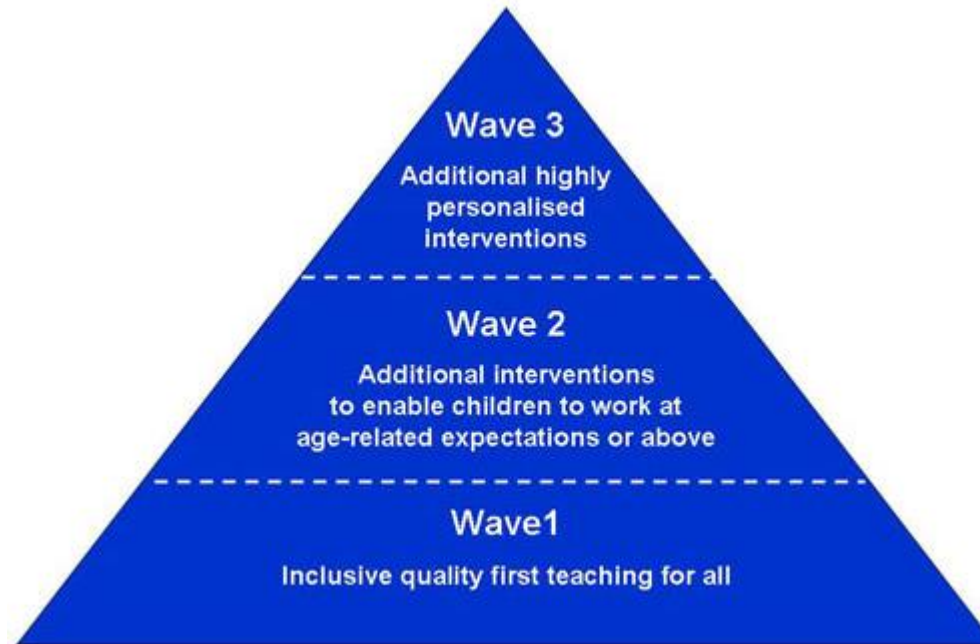 Wave 3
Additional highly
personalised
interventions
Wave 2
Additional interventions
to enable children to work at
age-related expectations or above
Wave1
Inclusive quality first teaching for all